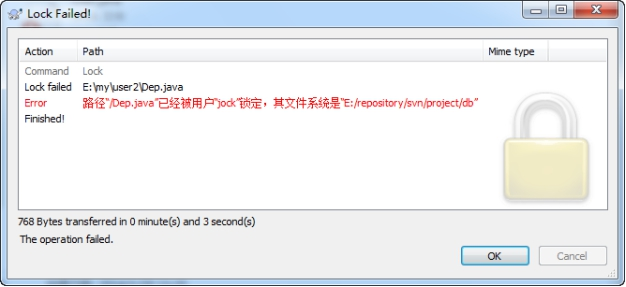 Lock Failed!
Action Path Mime type
Command Lock
Lock failed E:\my\user2\Dep.java
Error 路径“/Dep.java”已经被用户“jock”锁定，其文件系统是“E:/repository/svn/project/db”
Finished!
768 Bytes transferred in 0 minute(s) and 3 second(s)
The operation failed.
OK Cancel